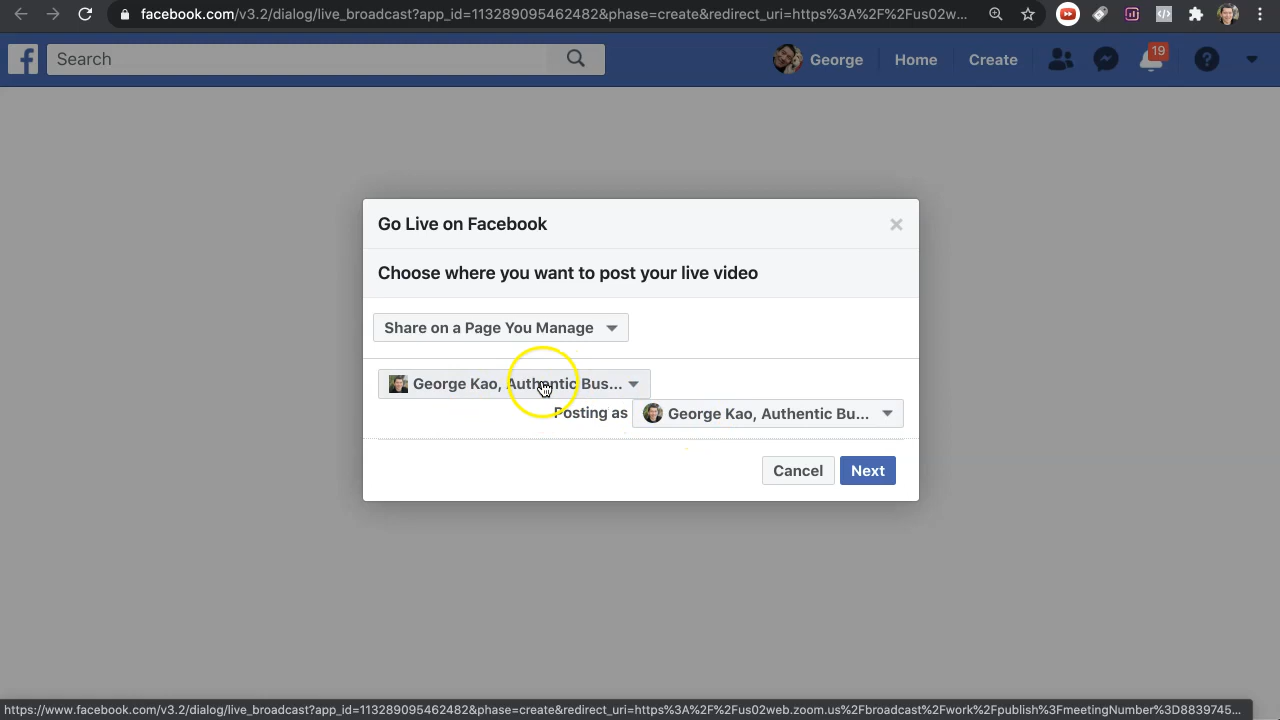 facebook.com/v3.2/dialog/live_broadcast?app_id=113289095462482&phase=create&redirect_uri=https%3A%2F%2Fus02w...
Search
George
Home
Create
19
Go Live on Facebook
Choose where you want to post your live video
Share on a Page You Manage
George Kao, Authentic Bus...
Posting as
George Kao, Authentic Bu...
Cancel
Next
https://www.facebook.com/v3.2/dialog/live_broadcast?app_id=113289095462482&phase=create&redirect_uri=https%3A%2F%2Fus02web.zoom.us%2Fbroadcast%2Fwork%2Fpublish%3FmeetingNumber%3D8839745...